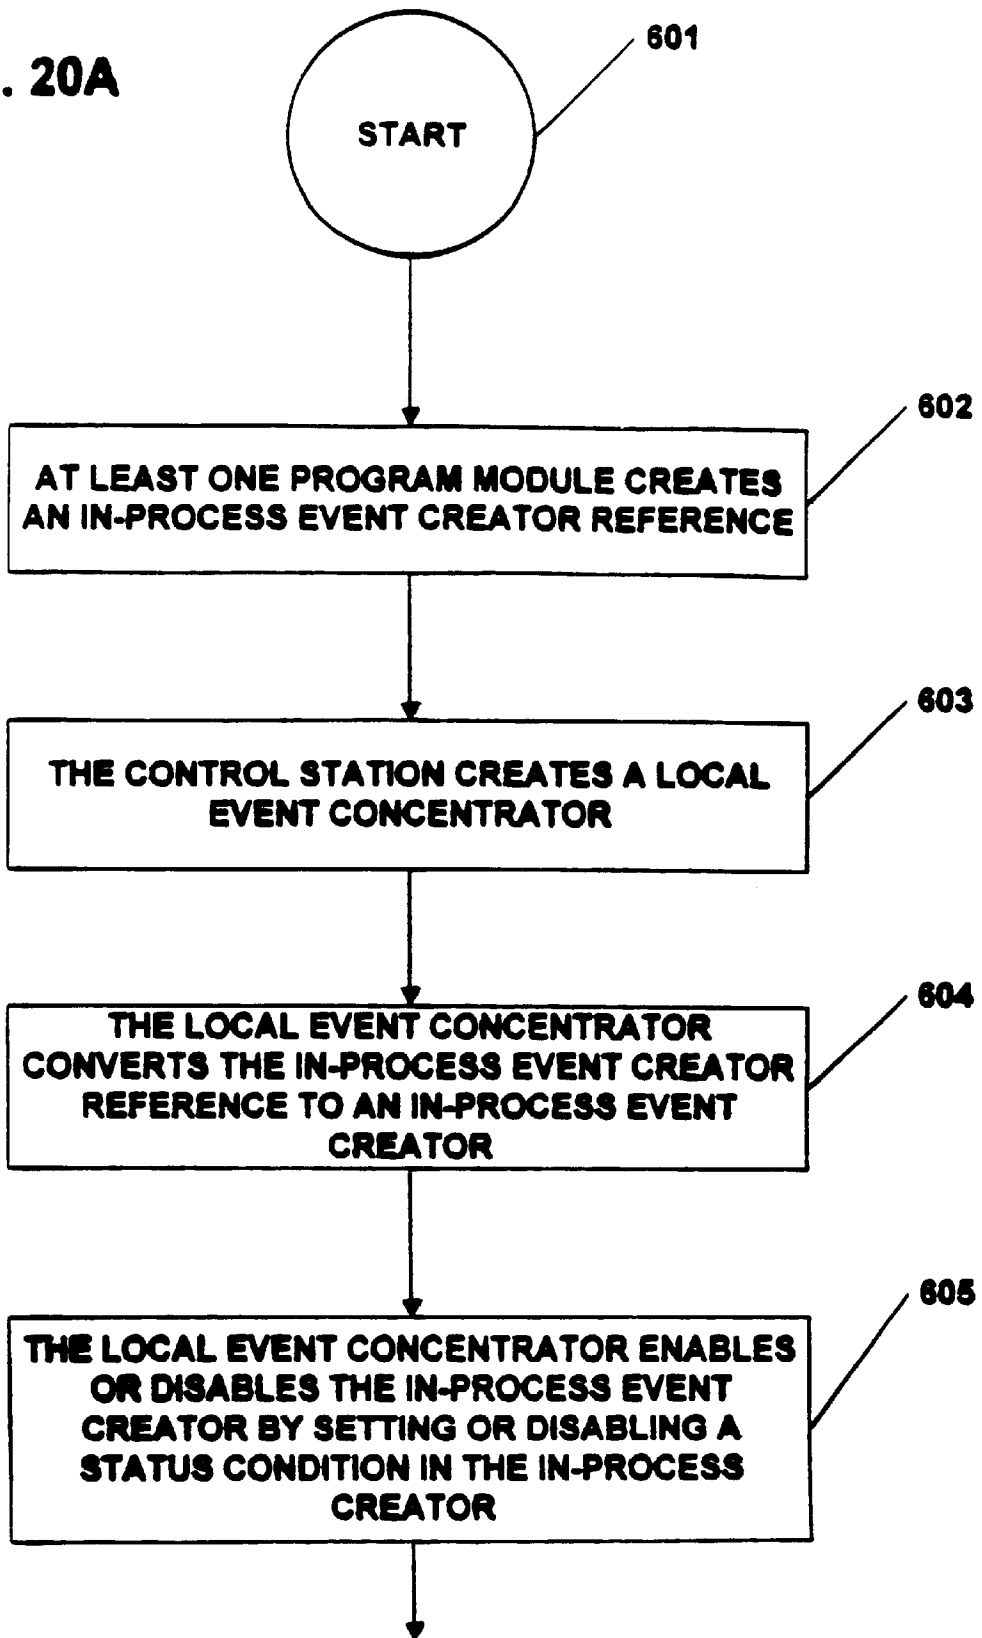 . 20A
601
START
602
AT LEAST ONE PROGRAM MODULE CREATES
AN IN-PROCESS EVENT CREATOR REFERENCE
603
THE CONTROL STATION CREATES A LOCAL
EVENT CONCENTRATOR
604
THE LOCAL EVENT CONCENTRATOR
CONVERTS THE IN-PROCESS EVENT CREATOR
REFERENCE TO AN IN-PROCESS EVENT
CREATOR
605
THE LOCAL EVENT CONCENTRATOR ENABLES
OR DISABLES THE IN-PROCESS EVENT
CREATOR BY SETTING OR DISABLING A
STATUS CONDITION IN THE IN-PROCESS
CREATOR